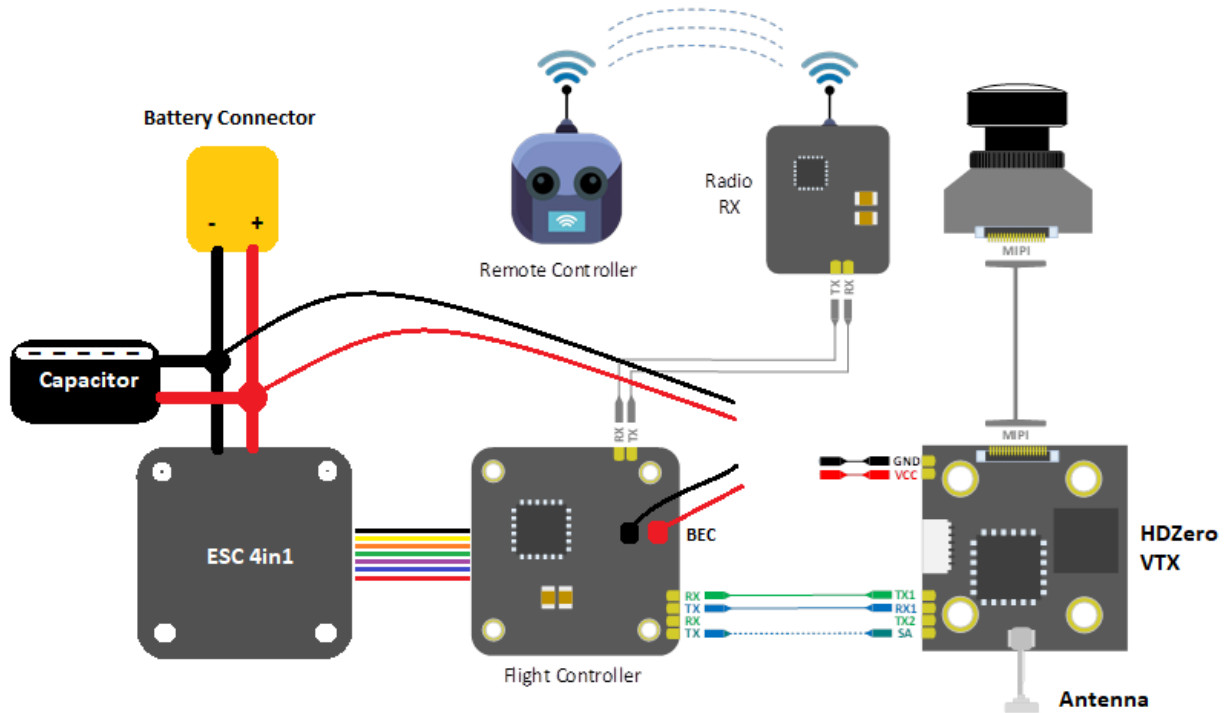 Battery Connector
- +
Radio
RX
Remote Controller
MIPI
TX
RX
Capacitor
RX
TX
MIPI
GND
VCC
ESC 4in1
BEC
HDZero
VTX
RX
TX
RX
TX
TX1
RX1
TX2
SA
Flight Controller
Antenna